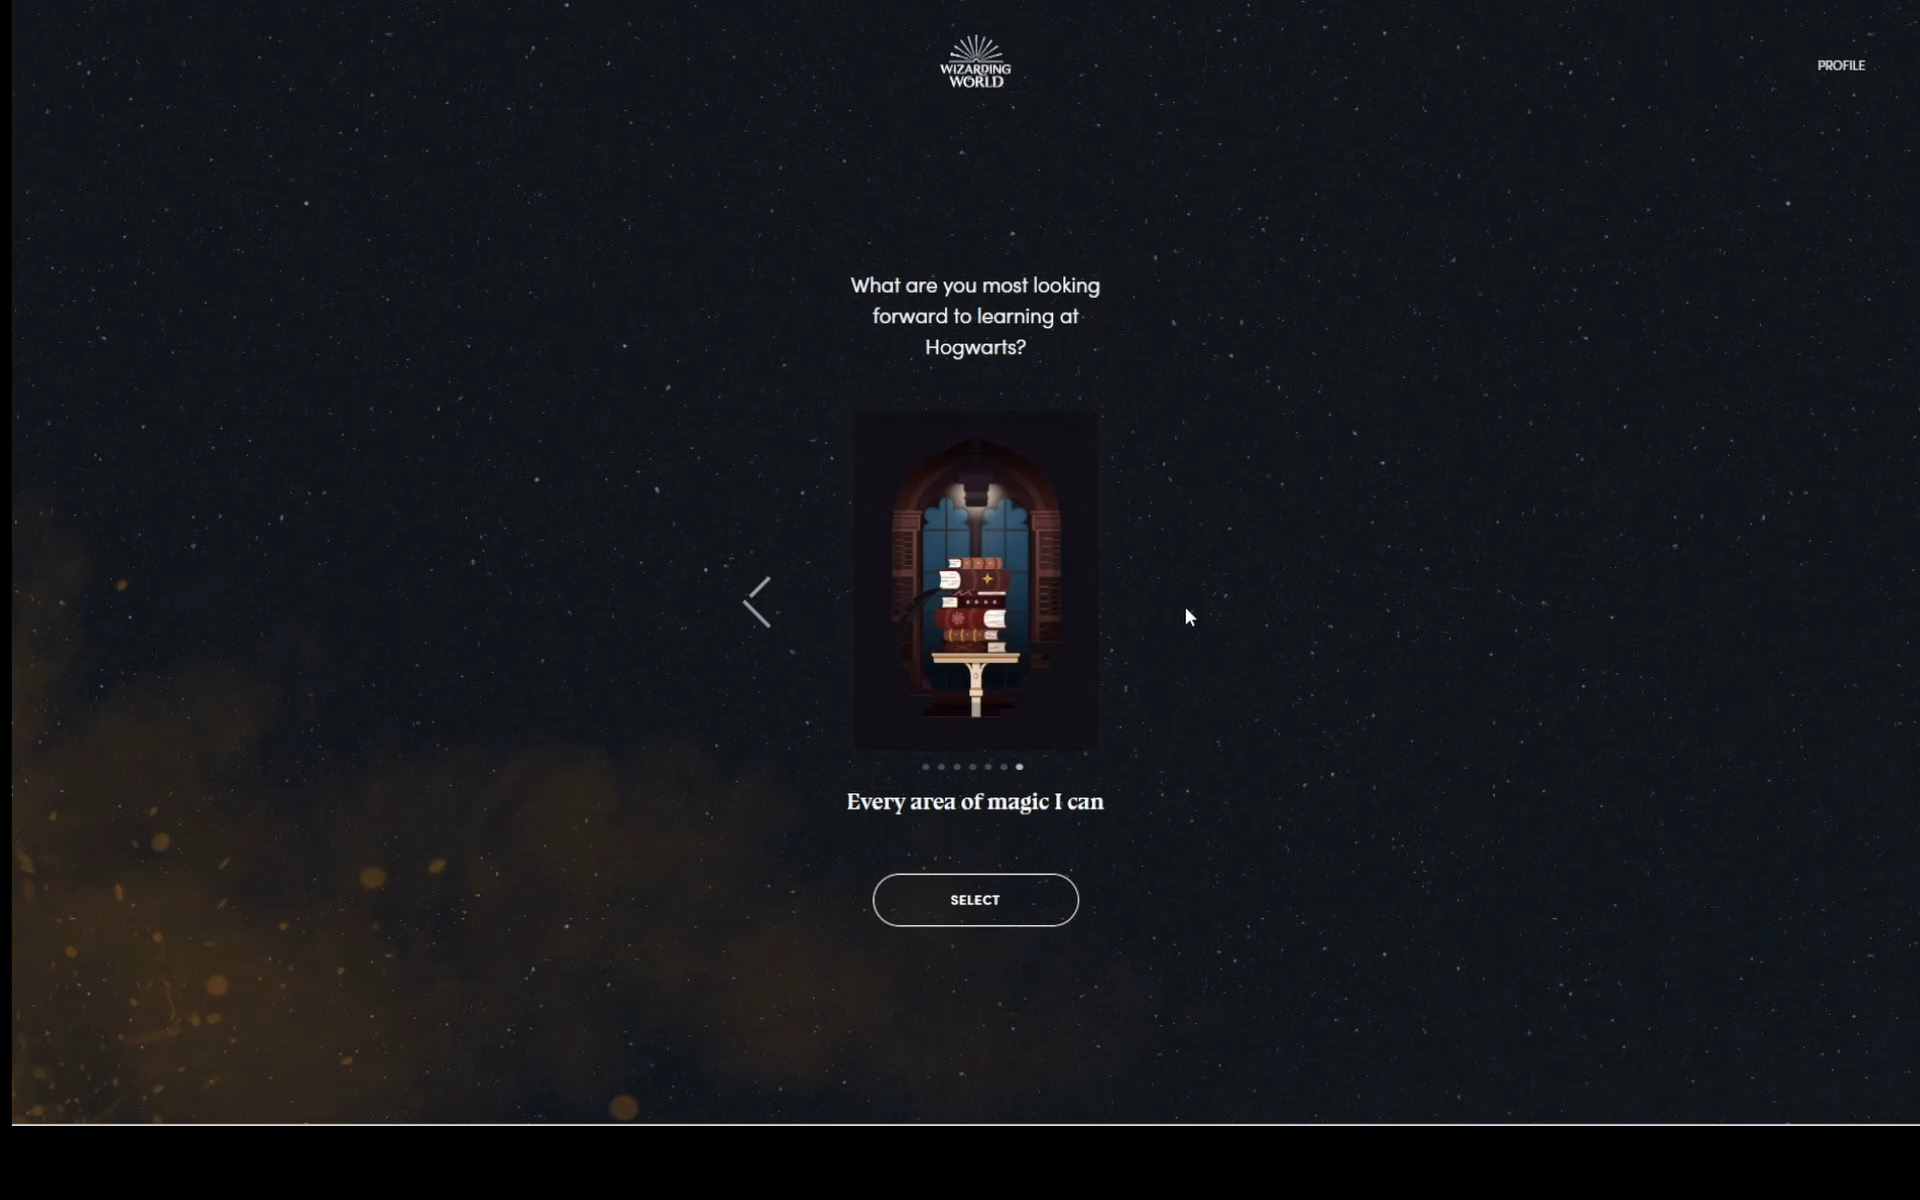 WIZARDING
WORLD
PROFILE
What are you most looking
forward to learning at
Hogwarts?
Every area of magic I can
SELECT